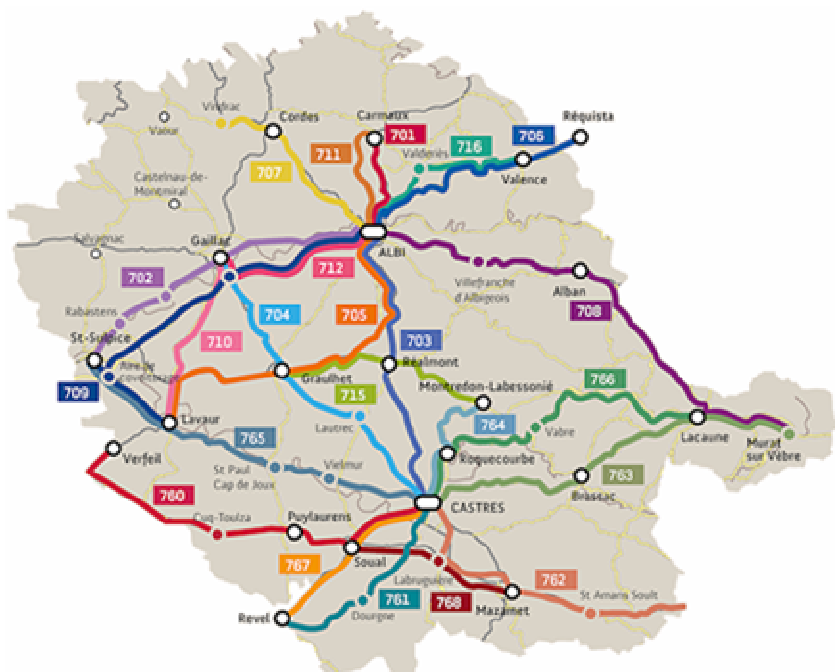 Vindrac
Cordes
Carmaux
701
Réquista
Vaour
711
Valderiès
716
706
707
Valence
Castelnau-de-
Montmiral
Salvagnac
Gaillac
ALBI
702
712
Villefranche
d'Albigeois
Alban
708
Rabastens
704
705
703
St-Sulpice
710
Aire de
covoiturage
Réalmont
Graulhet
Montredon-Labessonié
766
709
715
764
Lavaur
Lautrec
Vabre
Lacaune
Murat
sur Vèbre
765
Verfeil
St Paul
Cap de Joux
Vielmur
Roquecourbe
763
Brassac
760
CASTRES
Cuq-Toulza
Puylaurens
767
Soual
Labruguière
762
St Amans Soult
761
768
Mazamet
Revel
Dourgne